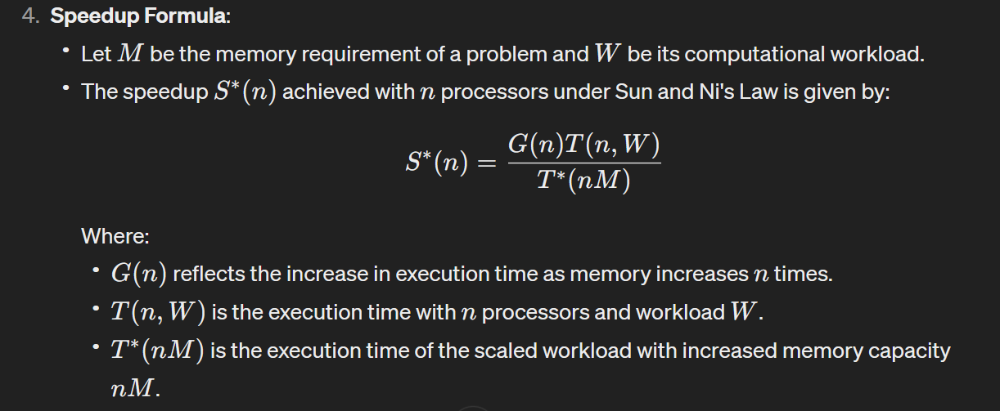 4. Speedup Formula:
• Let M be the memory requirement of a problem and W be its computational workload.
• The speedup S*(n) achieved with n processors under Sun and Ni's Law is given by:
S*(n) = G(n)T(n, W) / T*(nM)
Where:
• G(n) reflects the increase in execution time as memory increases n times.
• T(n, W) is the execution time with n processors and workload W.
• T*(nM) is the execution time of the scaled workload with increased memory capacity
nM.